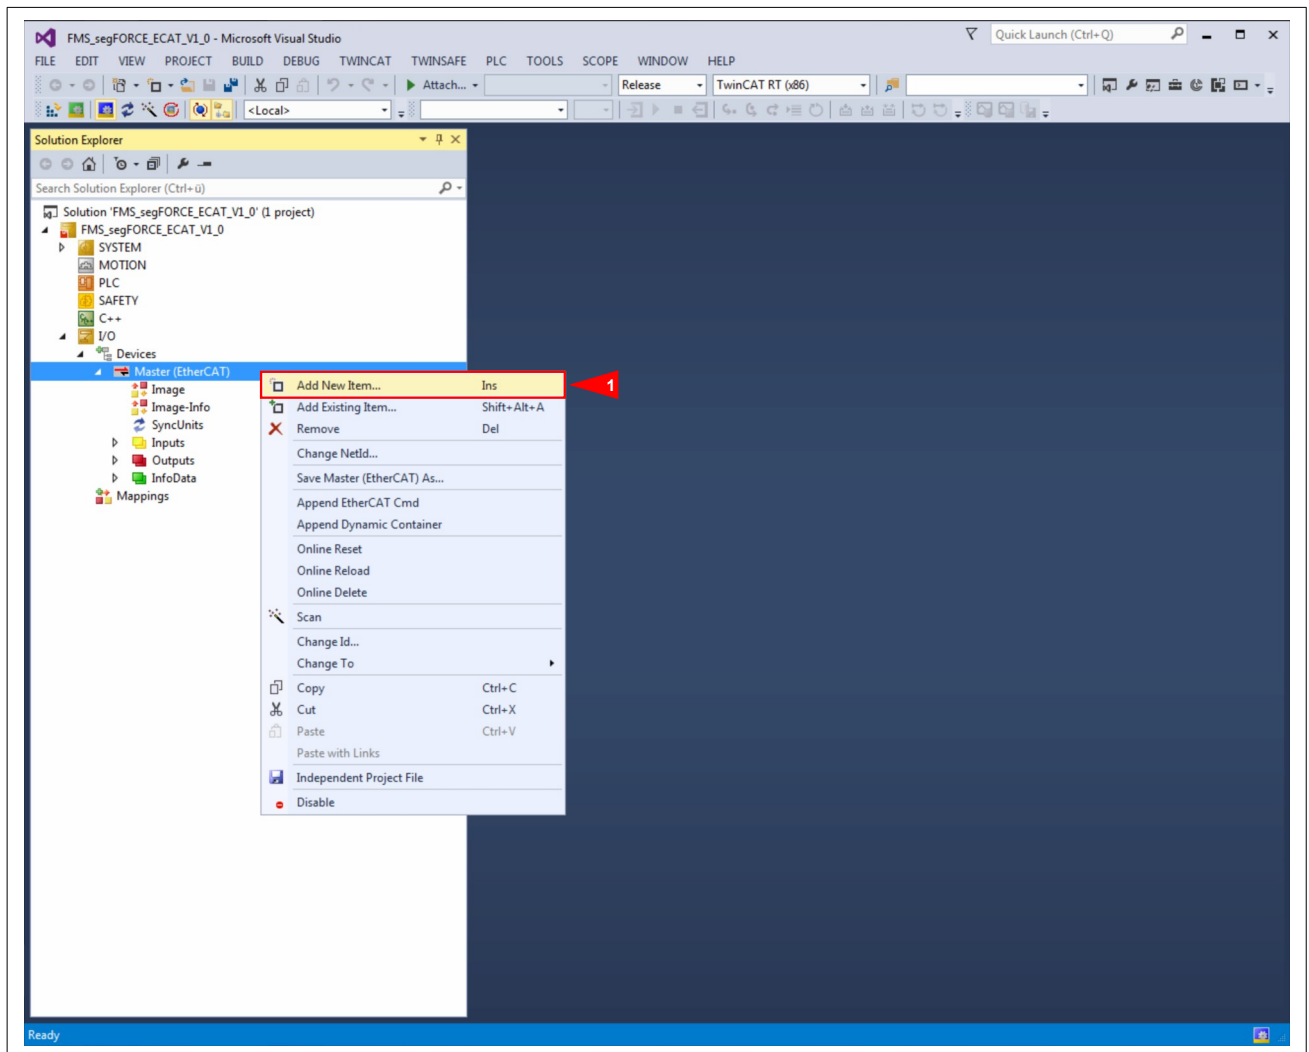 FMS_segFORCE_ECAT_V1_0 - Microsoft Visual Studio
Quick Launch (Ctrl+Q)
FILE EDIT VIEW PROJECT BUILD DEBUG TWINCAT TWINSAFE PLC TOOLS SCOPE WINDOW HELP
Attach... Release TwinCAT RT (x86)
<Local>
Solution Explorer
Search Solution Explorer (Ctrl+ü)
Solution 'FMS_segFORCE_ECAT_V1_0' (1 project)
FMS_segFORCE_ECAT_V1_0
SYSTEM
MOTION
PLC
SAFETY
C++
I/O
Devices
Master (EtherCAT)
Image
Image-Info
SyncUnits
Inputs
Outputs
InfoData
Mappings
Add New Item... Ins
1
Add Existing Item... Shift+Alt+A
Remove Del
Change NetId...
Save Master (EtherCAT) As...
Append EtherCAT Cmd
Append Dynamic Container
Online Reset
Online Reload
Online Delete
Scan
Change Id...
Change To
Copy Ctrl+C
Cut Ctrl+X
Paste Ctrl+V
Paste with Links
Independent Project File
Disable
Ready